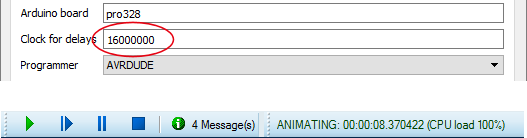 Arduino board pro328
Clock for delays 16000000
Programmer AVRDUDE
4 Message(s) ANIMATING: 00:00:08.370422 (CPU load 100%)